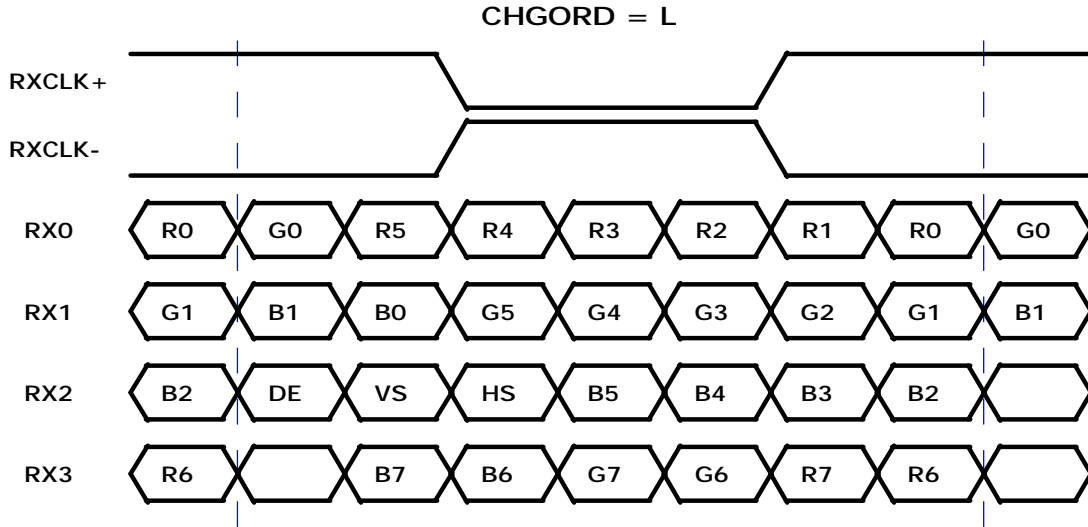 CHGORD = L
RXCLK+
RXCLK-
RX0 R0 G0 R5 R4 R3 R2 R1 R0 G0
RX1 G1 B1 B0 G5 G4 G3 G2 G1 B1
RX2 B2 DE VS HS B5 B4 B3 B2
RX3 R6 B7 B6 G7 G6 R7 R6